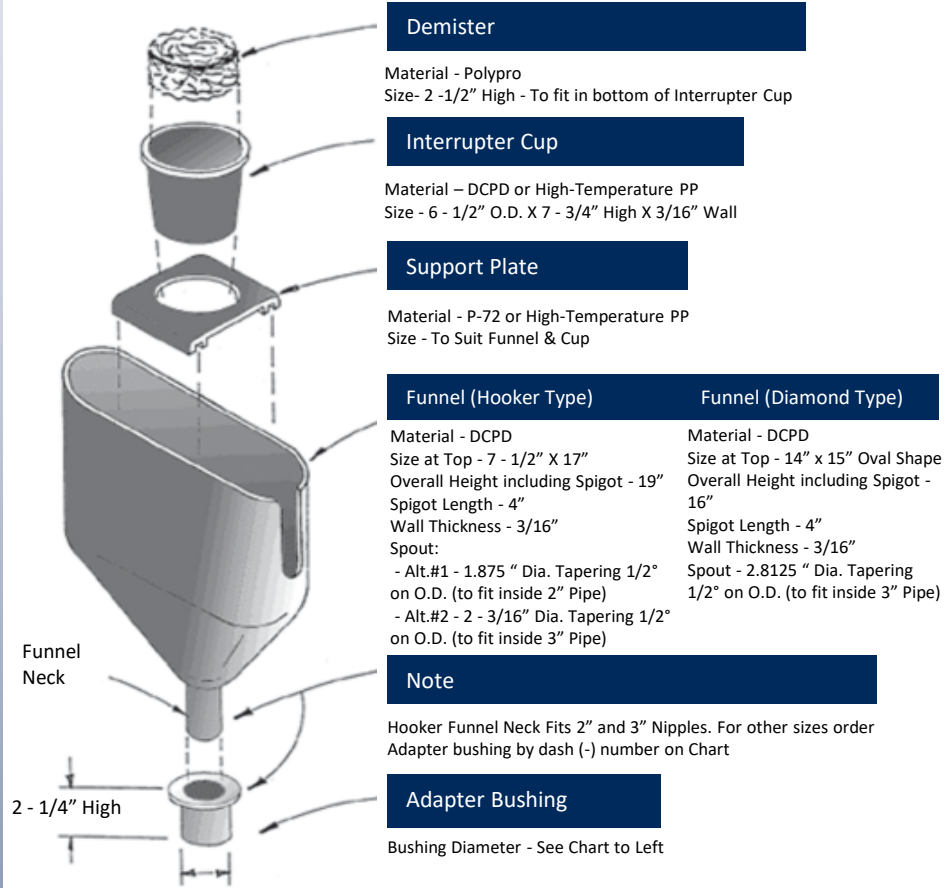 Demister
Material - Polypro
Size- 2 -1/2” High - To fit in bottom of Interrupter Cup
Interrupter Cup
Material – DCPD or High-Temperature PP
Size - 6 - 1/2” O.D. X 7 - 3/4” High X 3/16” Wall
Support Plate
Material - P-72 or High-Temperature PP
Size - To Suit Funnel & Cup
Funnel (Hooker Type)
Material - DCPD
Size at Top - 7 - 1/2” X 17”
Overall Height including Spigot - 19”
Spigot Length - 4”
Wall Thickness - 3/16”
Spout:
- Alt.#1 - 1.875 “ Dia. Tapering 1/2°
on O.D. (to fit inside 2” Pipe)
- Alt.#2 - 2 - 3/16” Dia. Tapering 1/2°
on O.D. (to fit inside 3” Pipe)
Funnel (Diamond Type)
Material - DCPD
Size at Top - 14” x 15” Oval Shape
Overall Height including Spigot -
16”
Spigot Length - 4”
Wall Thickness - 3/16”
Spout - 2.8125 “ Dia. Tapering
1/2° on O.D. (to fit inside 3” Pipe)
Funnel
Neck
Note
Hooker Funnel Neck Fits 2” and 3” Nipples. For other sizes order
Adapter bushing by dash (-) number on Chart
2 - 1/4” High
Adapter Bushing
Bushing Diameter - See Chart to Left